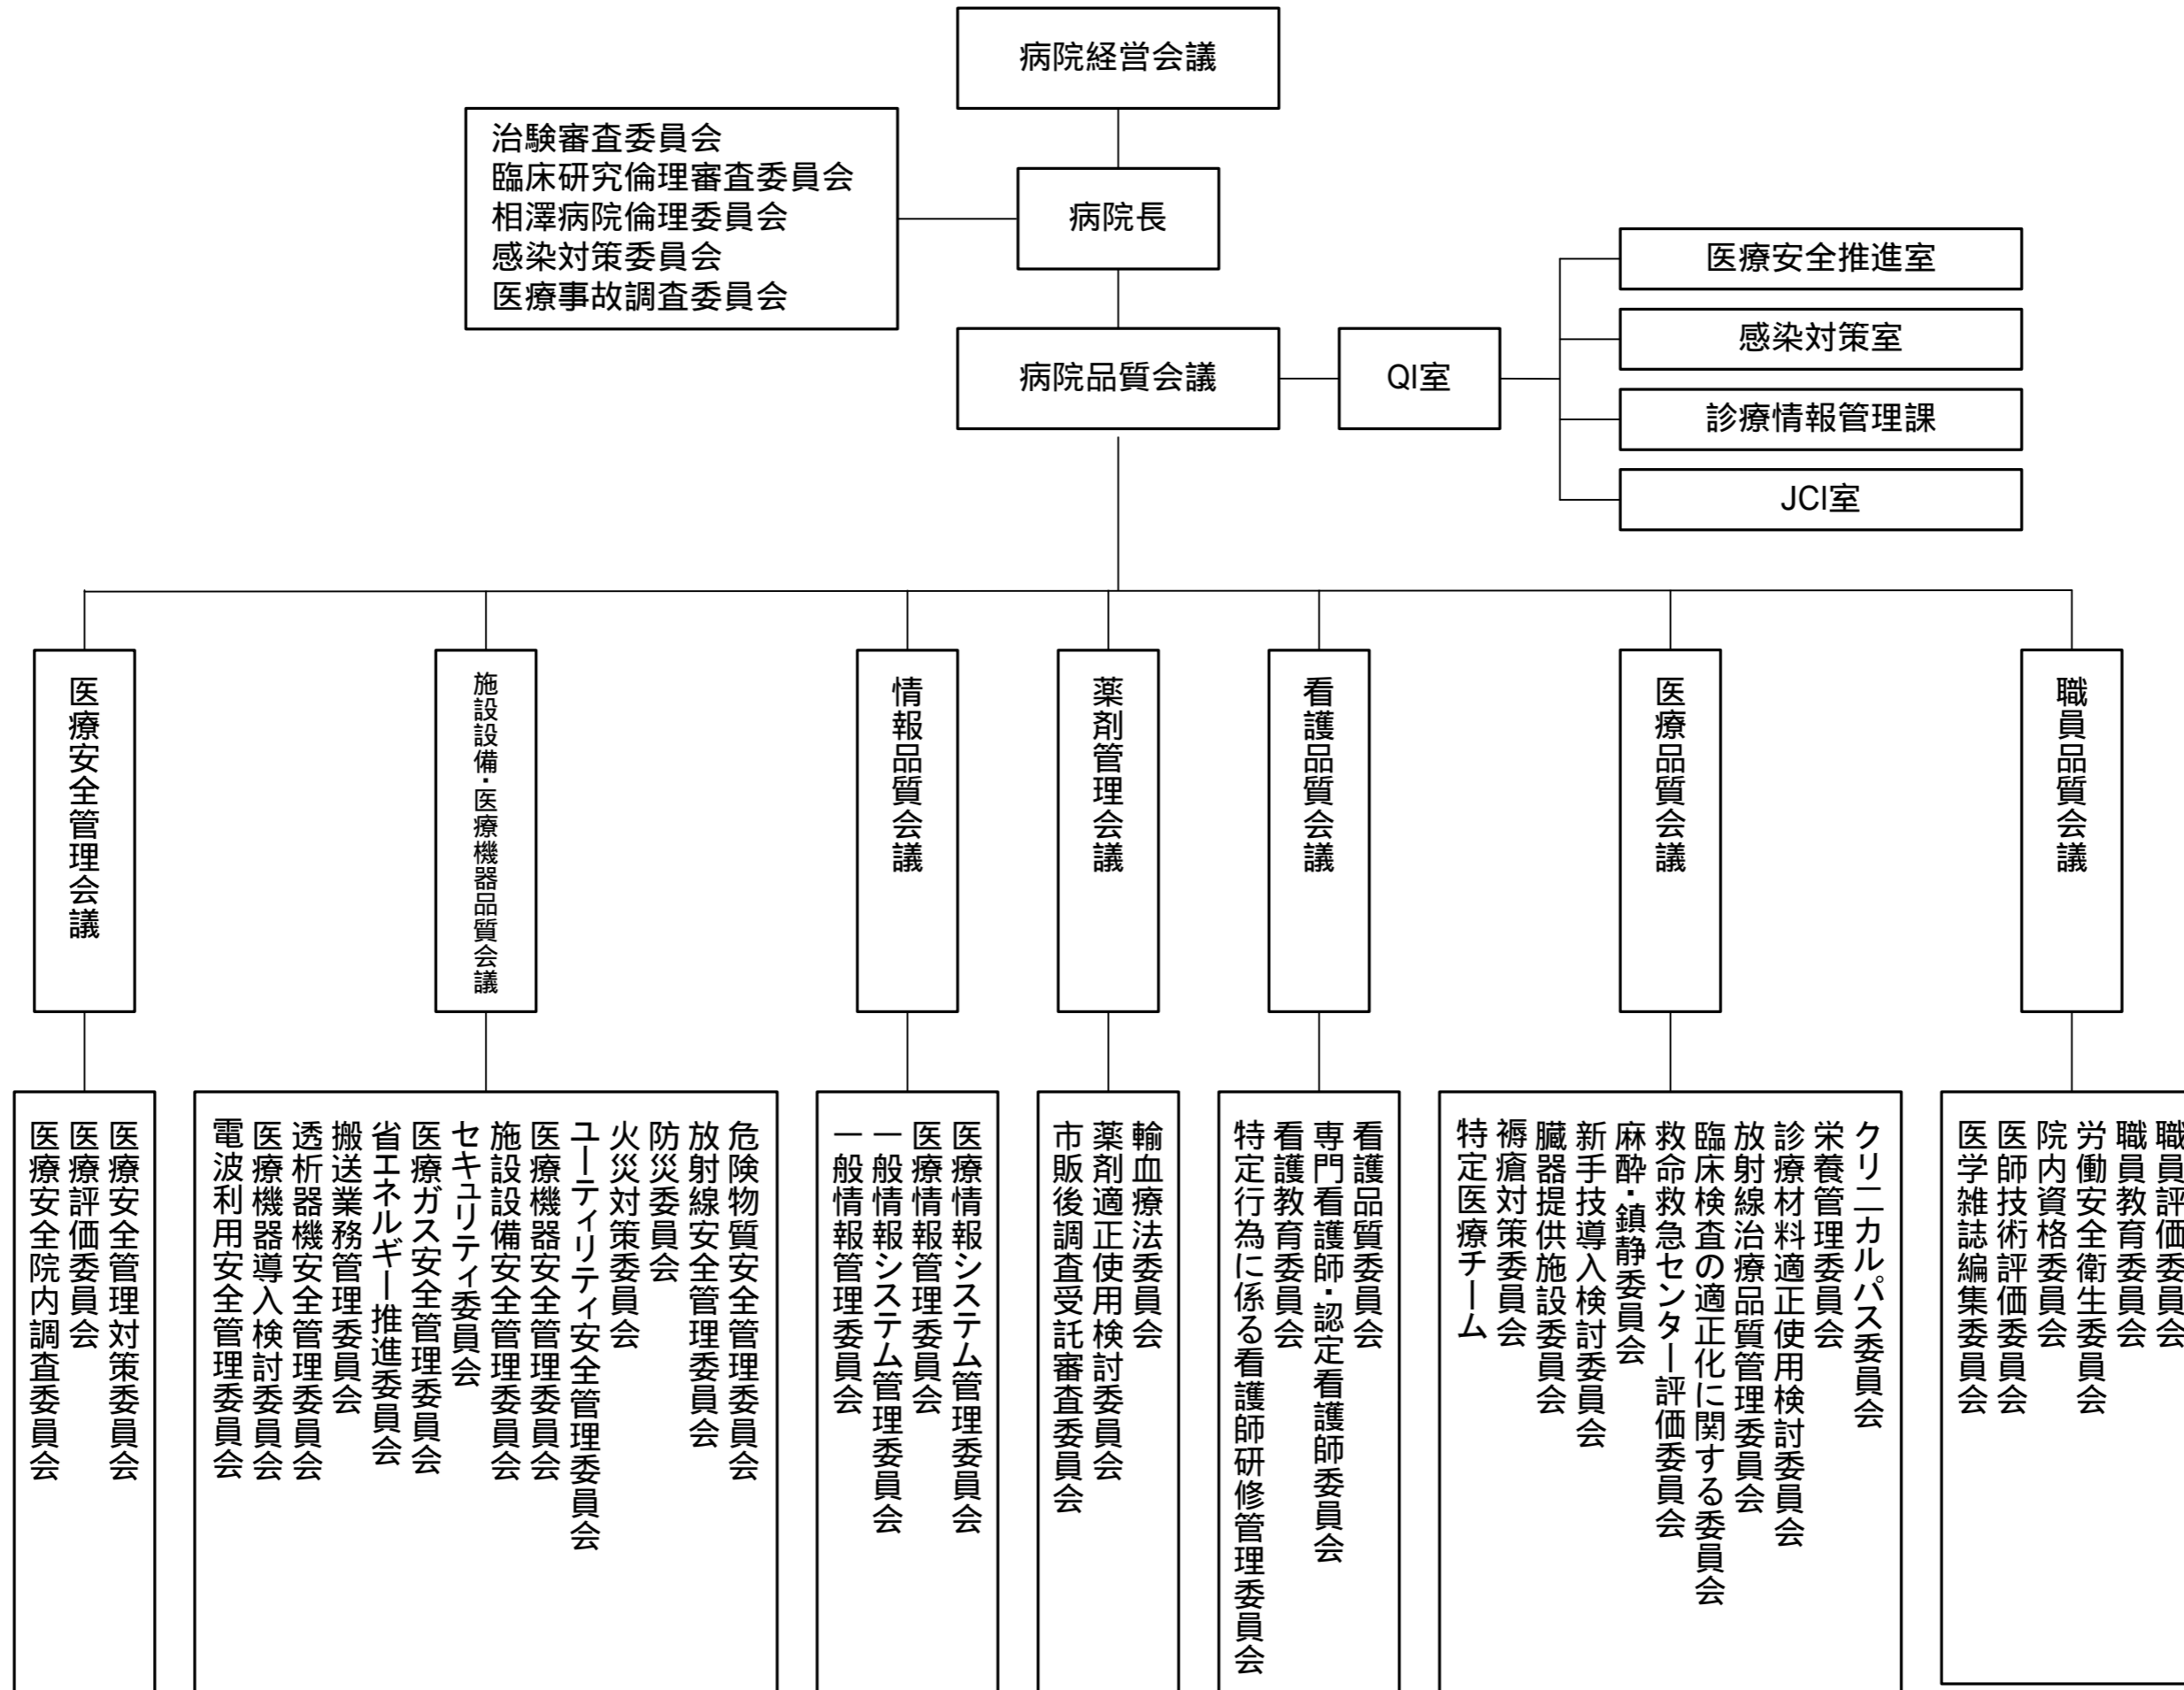 病院経営会議
治験審査委員会
臨床研究倫理審査委員会
相澤病院倫理委員会
感染対策委員会
医療事故調査委員会
病院長
病院品質会議
QI室
医療安全推進室
感染対策室
診療情報管理課
JCI室
医療安全管理会議
施設設備・医療機器品質会議
情報品質会議
薬剤管理会議
看護品質会議
医療品質会議
職員品質会議
医療安全管理対策委員会
医療評価委員会
医療安全院内調査委員会
危険物質安全管理委員会
放射線安全管理委員会
防災委員会
火災対策委員会
ユーティリティ安全管理委員会
医療機器安全管理委員会
施設設備安全管理委員会
セキュリティ委員会
医療ガス安全管理委員会
省エネルギー推進委員会
搬送業務管理委員会
透析器機安全管理委員会
医療機器導入検討委員会
電波利用安全管理委員会
医療情報システム管理委員会
医療情報管理委員会
一般情報システム管理委員会
一般情報管理委員会
輸血療法委員会
薬剤適正使用検討委員会
市販後調査受託審査委員会
看護品質委員会
専門看護師・認定看護師委員会
看護教育委員会
特定行為に係る看護師研修管理委員会
クリニカルパス委員会
栄養管理委員会
診療材料適正使用検討委員会
放射線治療品質管理委員会
臨床検査の適正化に関する委員会
救命救急センター評価委員会
麻酔・鎮静委員会
新手技導入検討委員会
臓器提供施設委員会
褥瘡対策委員会
特定医療チーム
職員評価委員会
職員教育委員会
労働安全衛生委員会
院内資格委員会
医師技術評価委員会
医学雑誌編集委員会